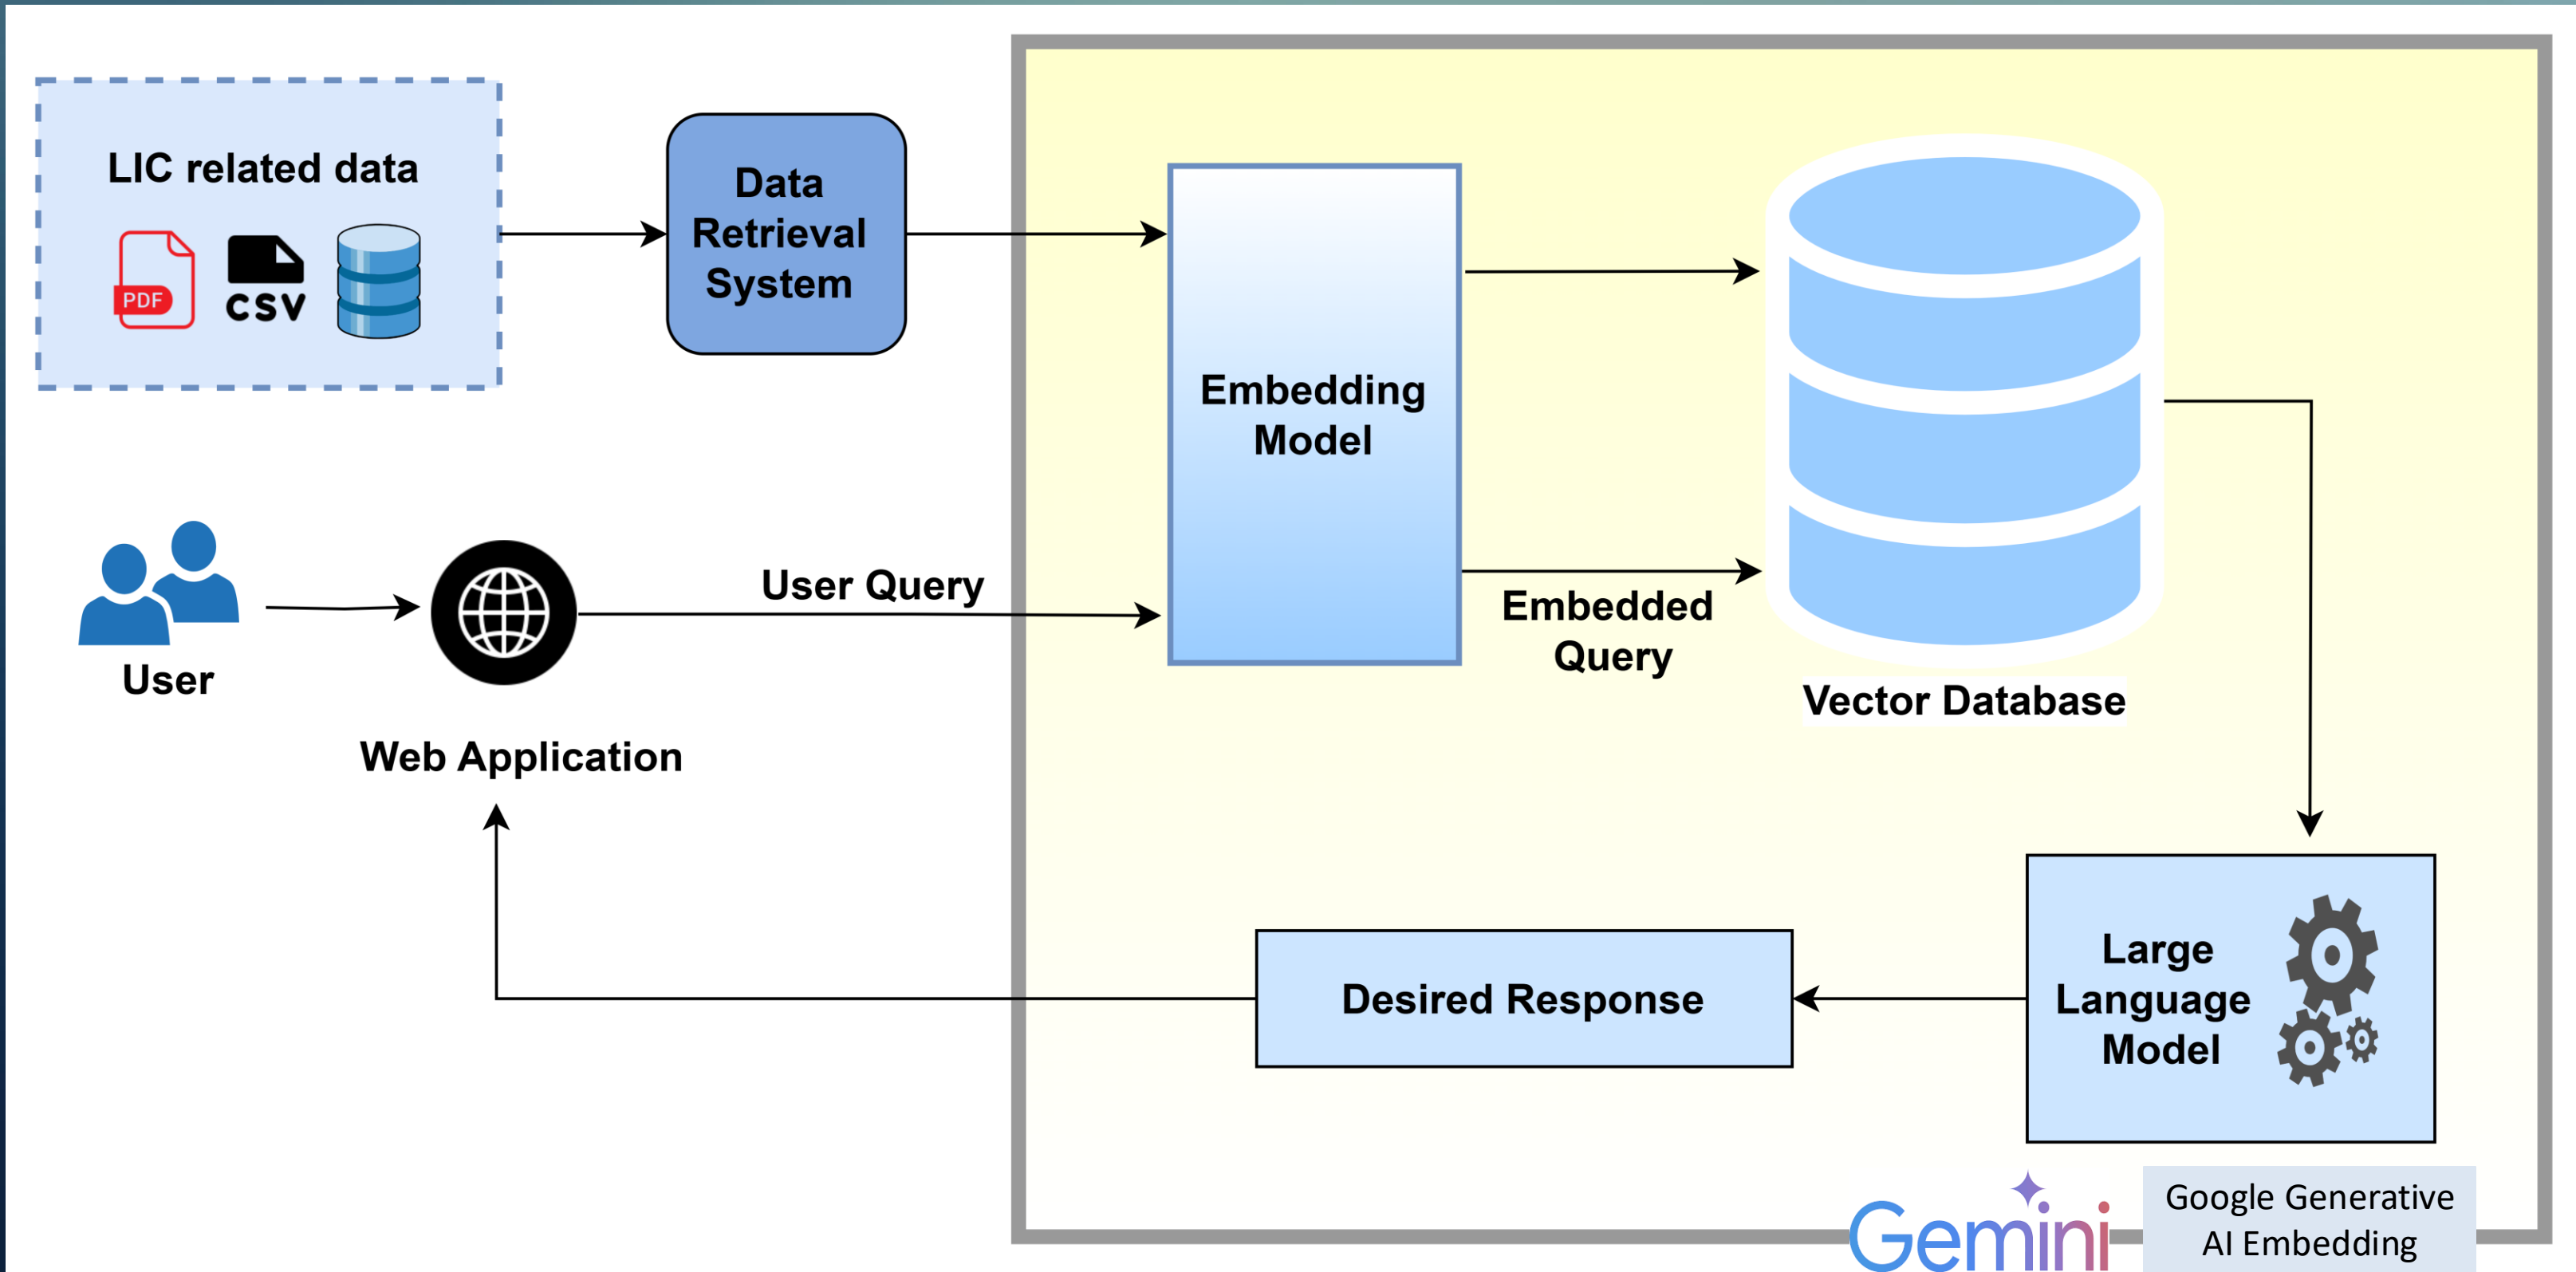 LIC related data
PDF
CSV
Data
Retrieval
System
Embedding
Model
User Query
Embedded
Query
Vector Database
User
Web Application
Desired Response
Large
Language
Model
Gemini
Google Generative
AI Embedding